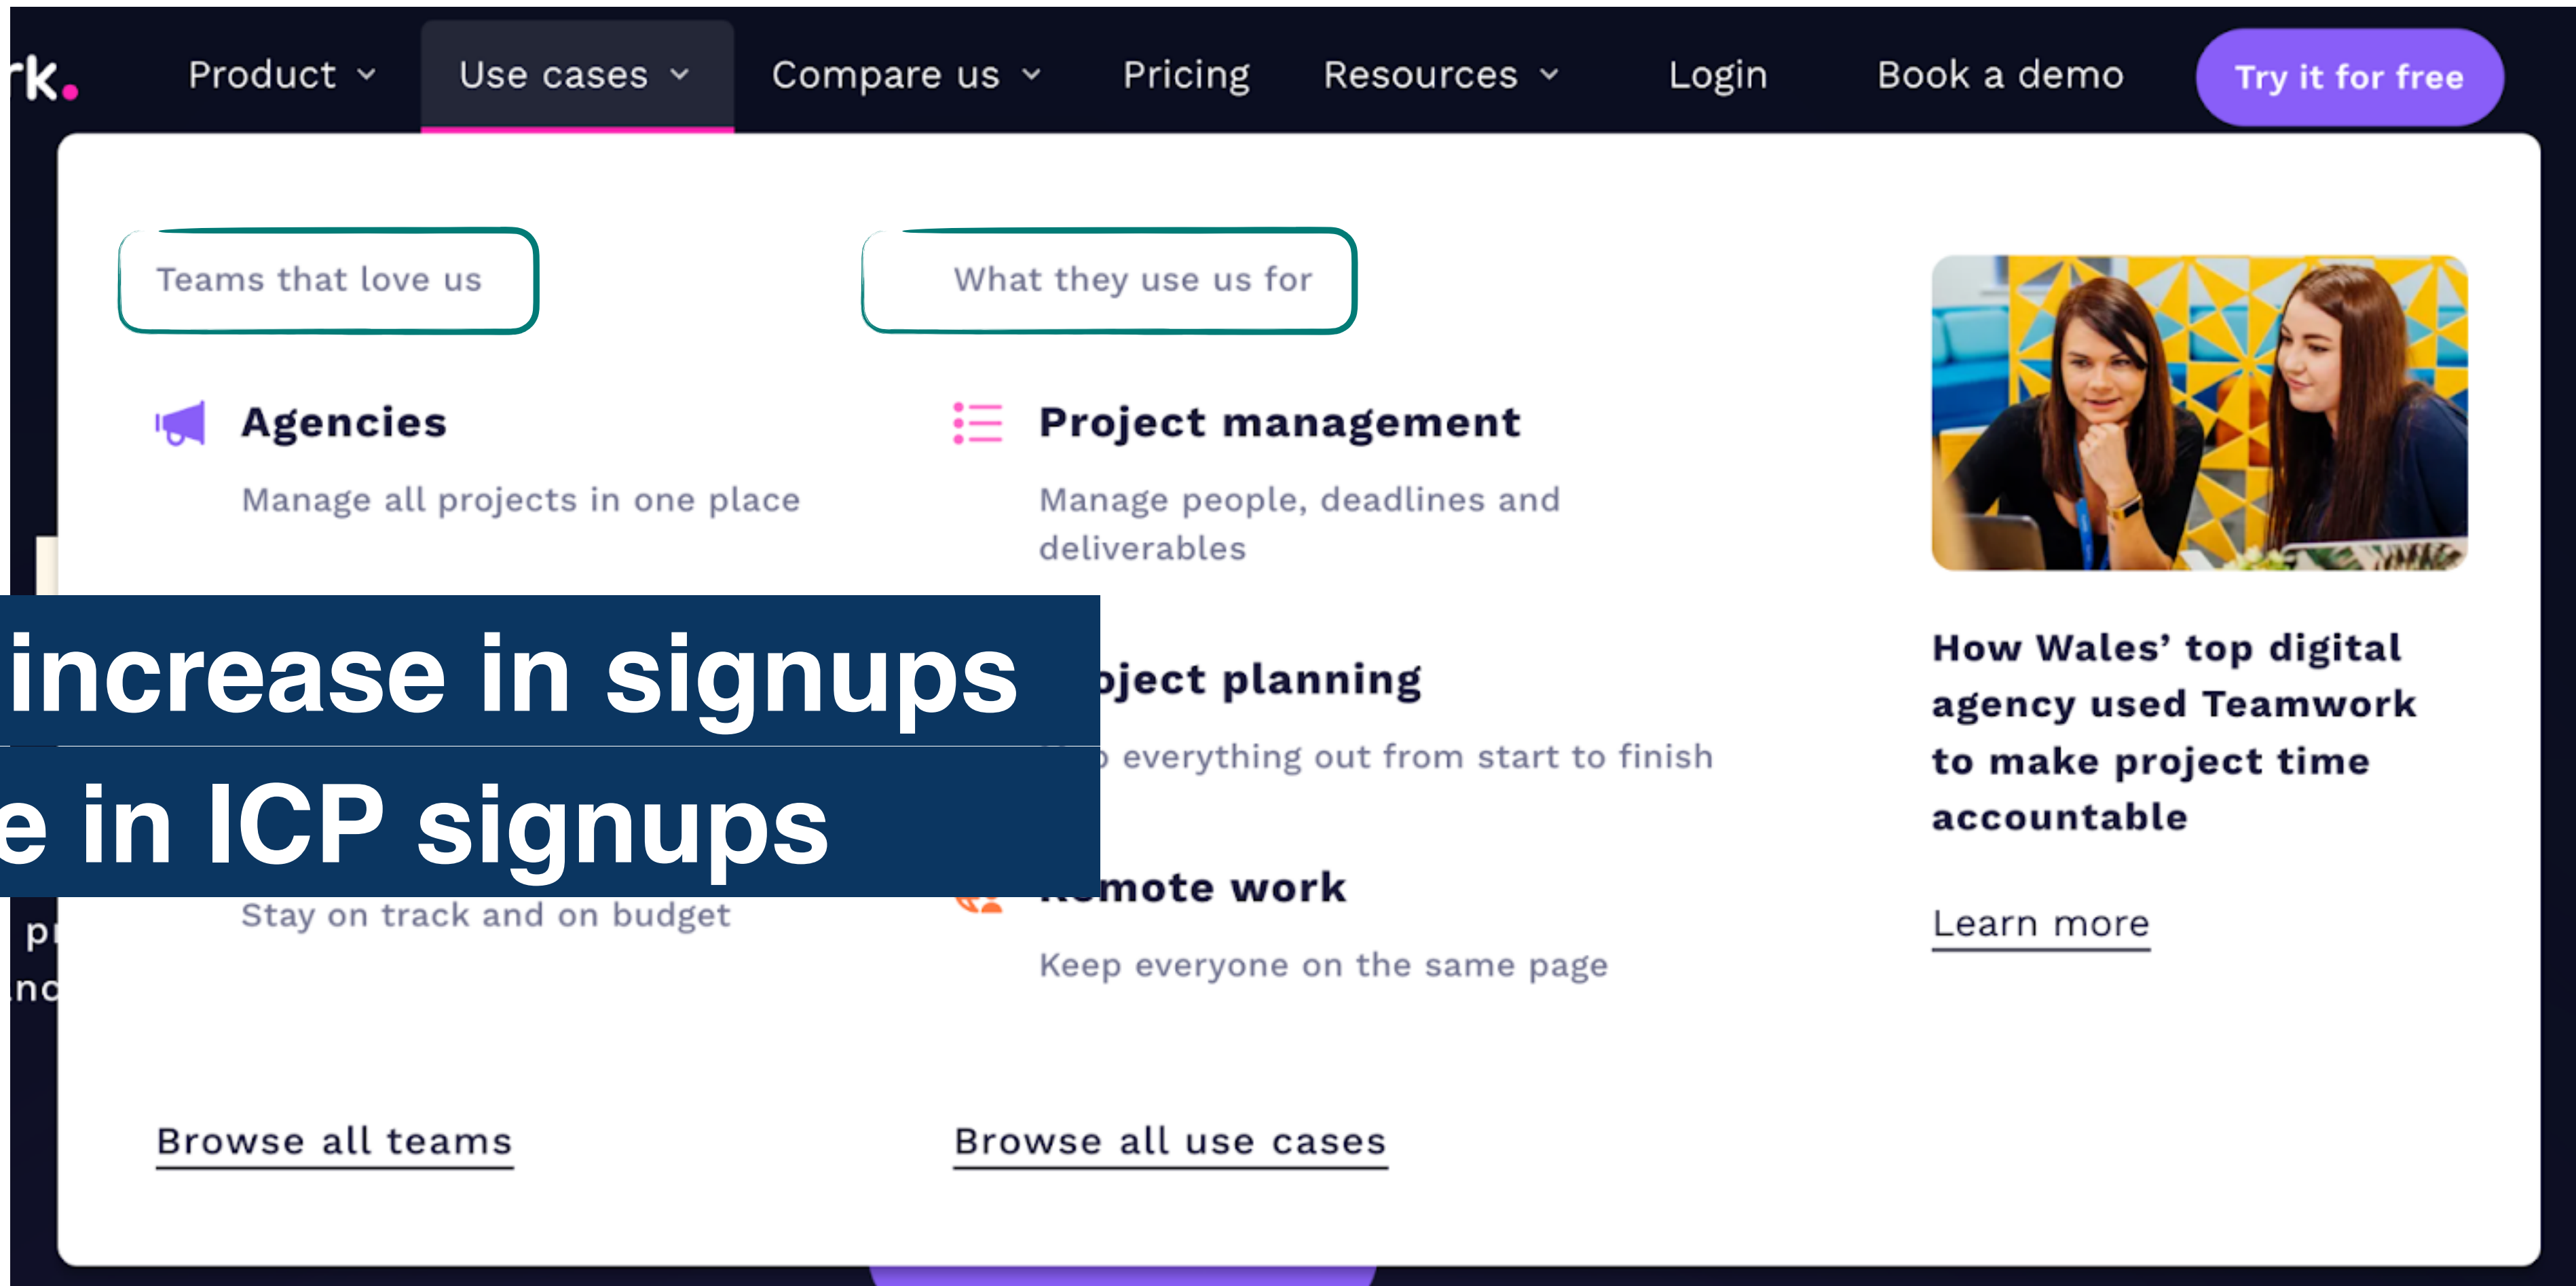 rk.
Product
Use cases
Compare us
Pricing
Resources
Login
Book a demo
Try it for free
Teams that love us
Agencies
Manage all projects in one place
Stay on track and on budget
Browse all teams
What they use us for
Project management
Manage people, deadlines and
deliverables
oject planning
everything out from start to finish
Remote work
Keep everyone on the same page
Browse all use cases
How Wales’ top digital
agency used Teamwork
to make project time
accountable
Learn more
increase in signups
e in ICP signups